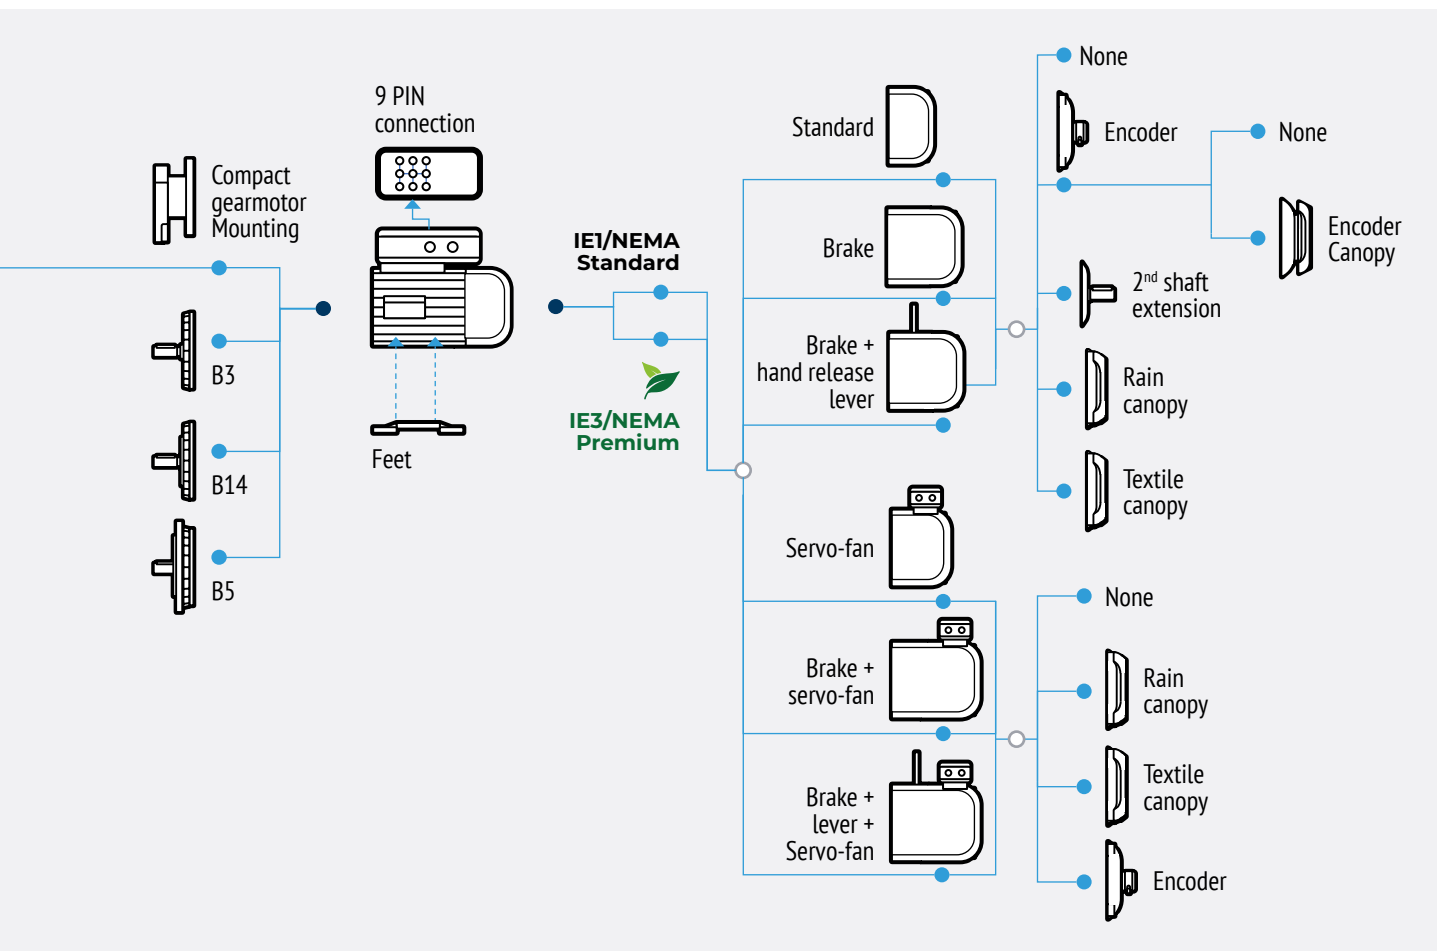 9 PIN
connection
Compact
gearmotor
Mounting
B3
B14
B5
Feet
IE1/NEMA
Standard
IE3/NEMA
Premium
Standard
Brake
Brake +
hand release
lever
Servo-fan
Brake +
servo-fan
Brake +
lever +
Servo-fan
None
Encoder
None
Encoder
Canopy
2nd shaft
extension
Rain
canopy
Textile
canopy
None
Rain
canopy
Textile
canopy
Encoder